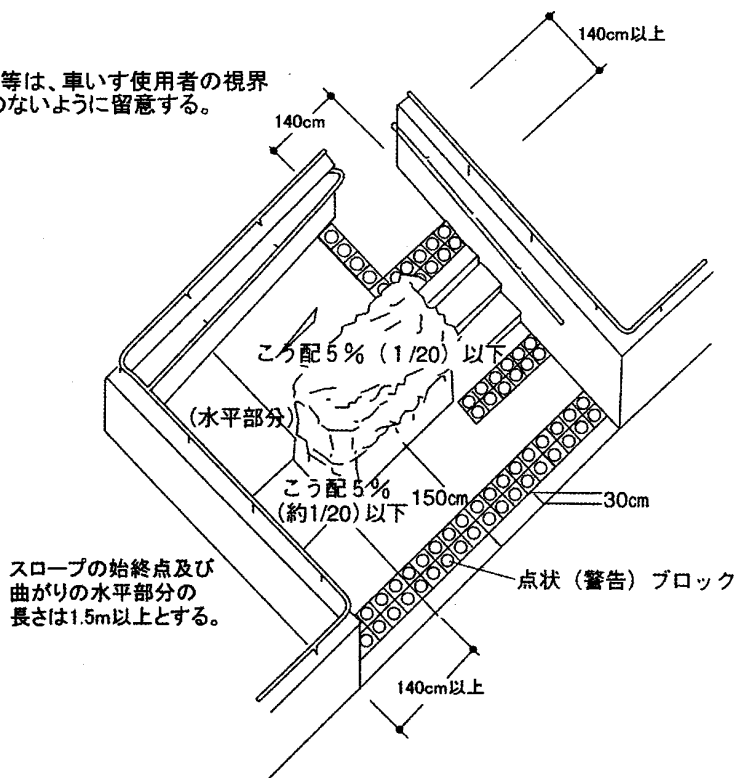 140cm以上
等は、車いす使用者の視界
のないように留意する。
140cm
こう配5%(1/20)以下
(水平部分)
こう配5%
(約1/20)以下
150cm
30cm
点状(警告)ブロック
スロープの始終点及び
曲がりの水平部分の
長さは1.5m以上とする。
140cm以上